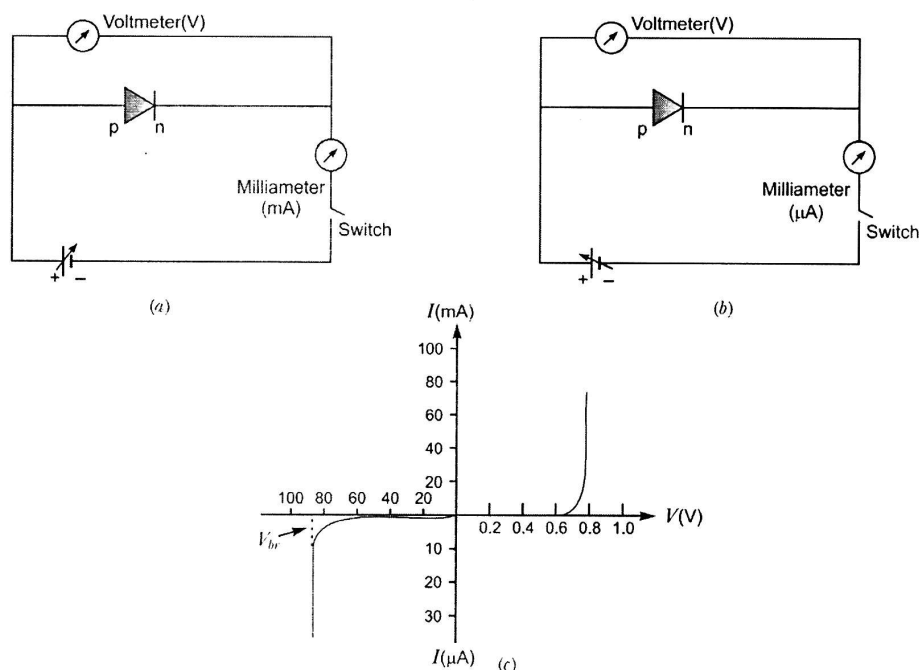 Voltmeter(V)
p n
Milliameter
(mA)
Switch
+ −
(a)
Voltmeter(V)
p n
Milliameter
(μA)
Switch
+ −
(b)
I(mA)
100
80
60
40
20
100 80 60 40 20
0.2 0.4 0.6 0.8 1.0
V(V)
V_br
10
20
30
I(μA)
(c)